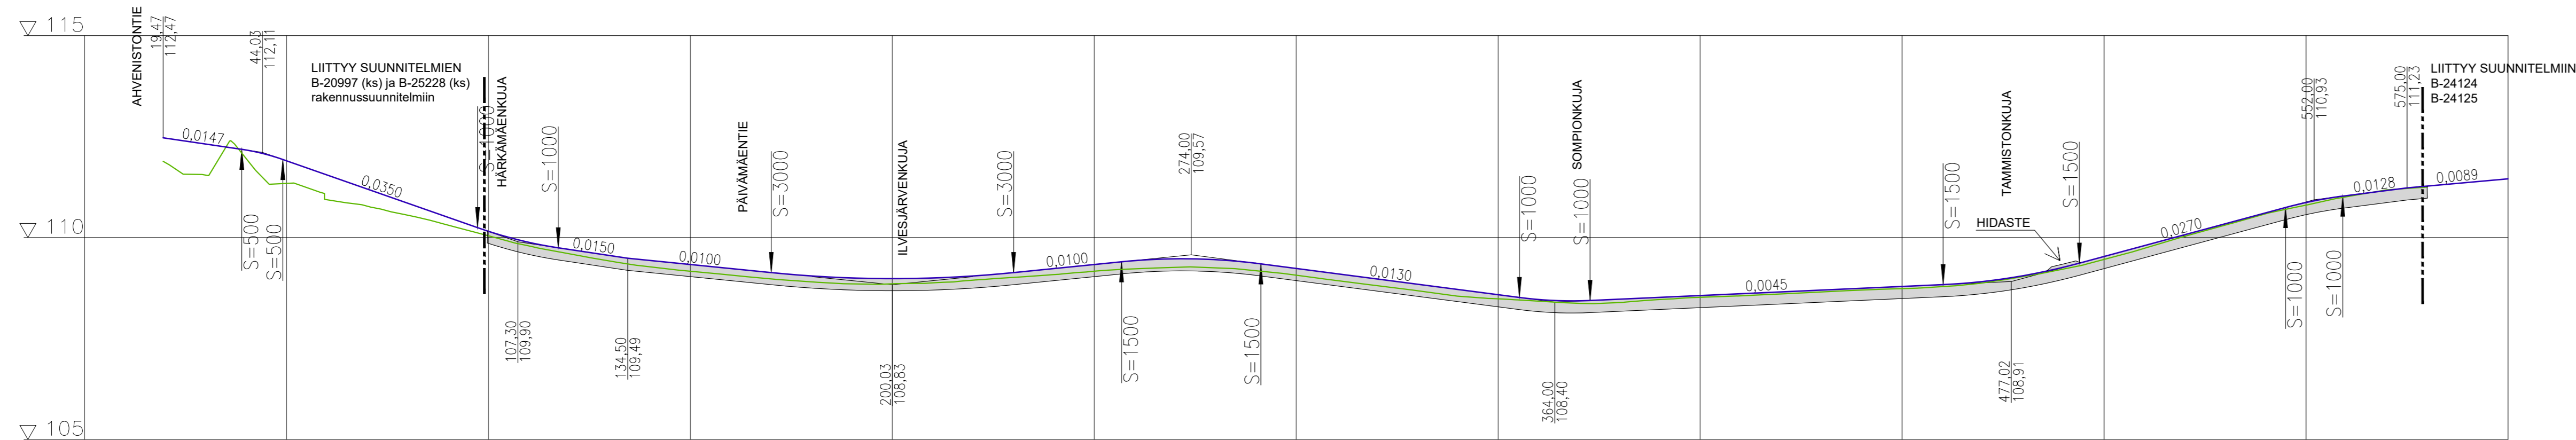 115
110
105
AHVENISTONTIE
19,47
112,47
44,03
112,11
0,0147
S=500
S=500
LIITTYY SUUNNITELMIEN
B-20997 (ks) ja B-25228 (ks)
rakennussuunnitelmiin
0,0350
S=1000
HÄRKÄMÄENKUJA
107,30
109,90
S=1000
0,0150
134,50
109,49
0,0100
PÄIVÄMÄENTIE
S=3000
ILVESJÄRVENKUJA
200,03
108,83
S=3000
0,0100
S=1500
274,00
109,57
S=1500
0,0130
S=1000
364,00
108,40
SOMPIONKUJA
S=1000
0,0045
S=1500
TAMMISTONKUJA
HIDASTE
477,02
108,91
S=1500
0,0270
S=1000
552,00
110,93
S=1000
0,0128
575,00
111,23
LIITTYY SUUNNITELMIIN
B-24124
B-24125
0,0089